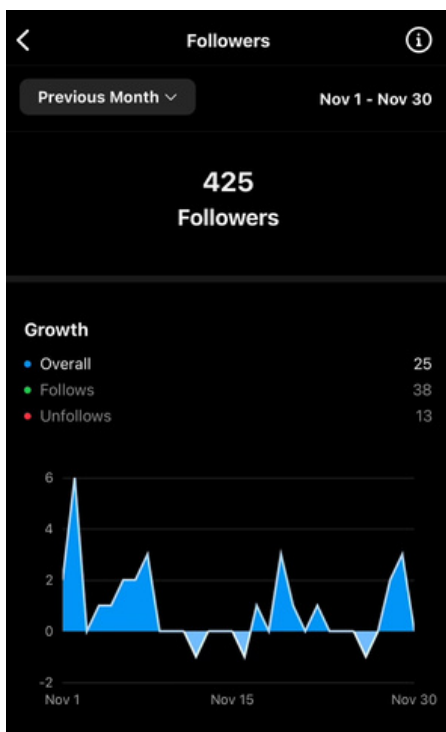 Followers
Previous Month
Nov 1 - Nov 30
425
Followers
Growth
Overall 25
Follows 38
Unfollows 13
6
4
2
0
-2
Nov 1 Nov 15 Nov 30